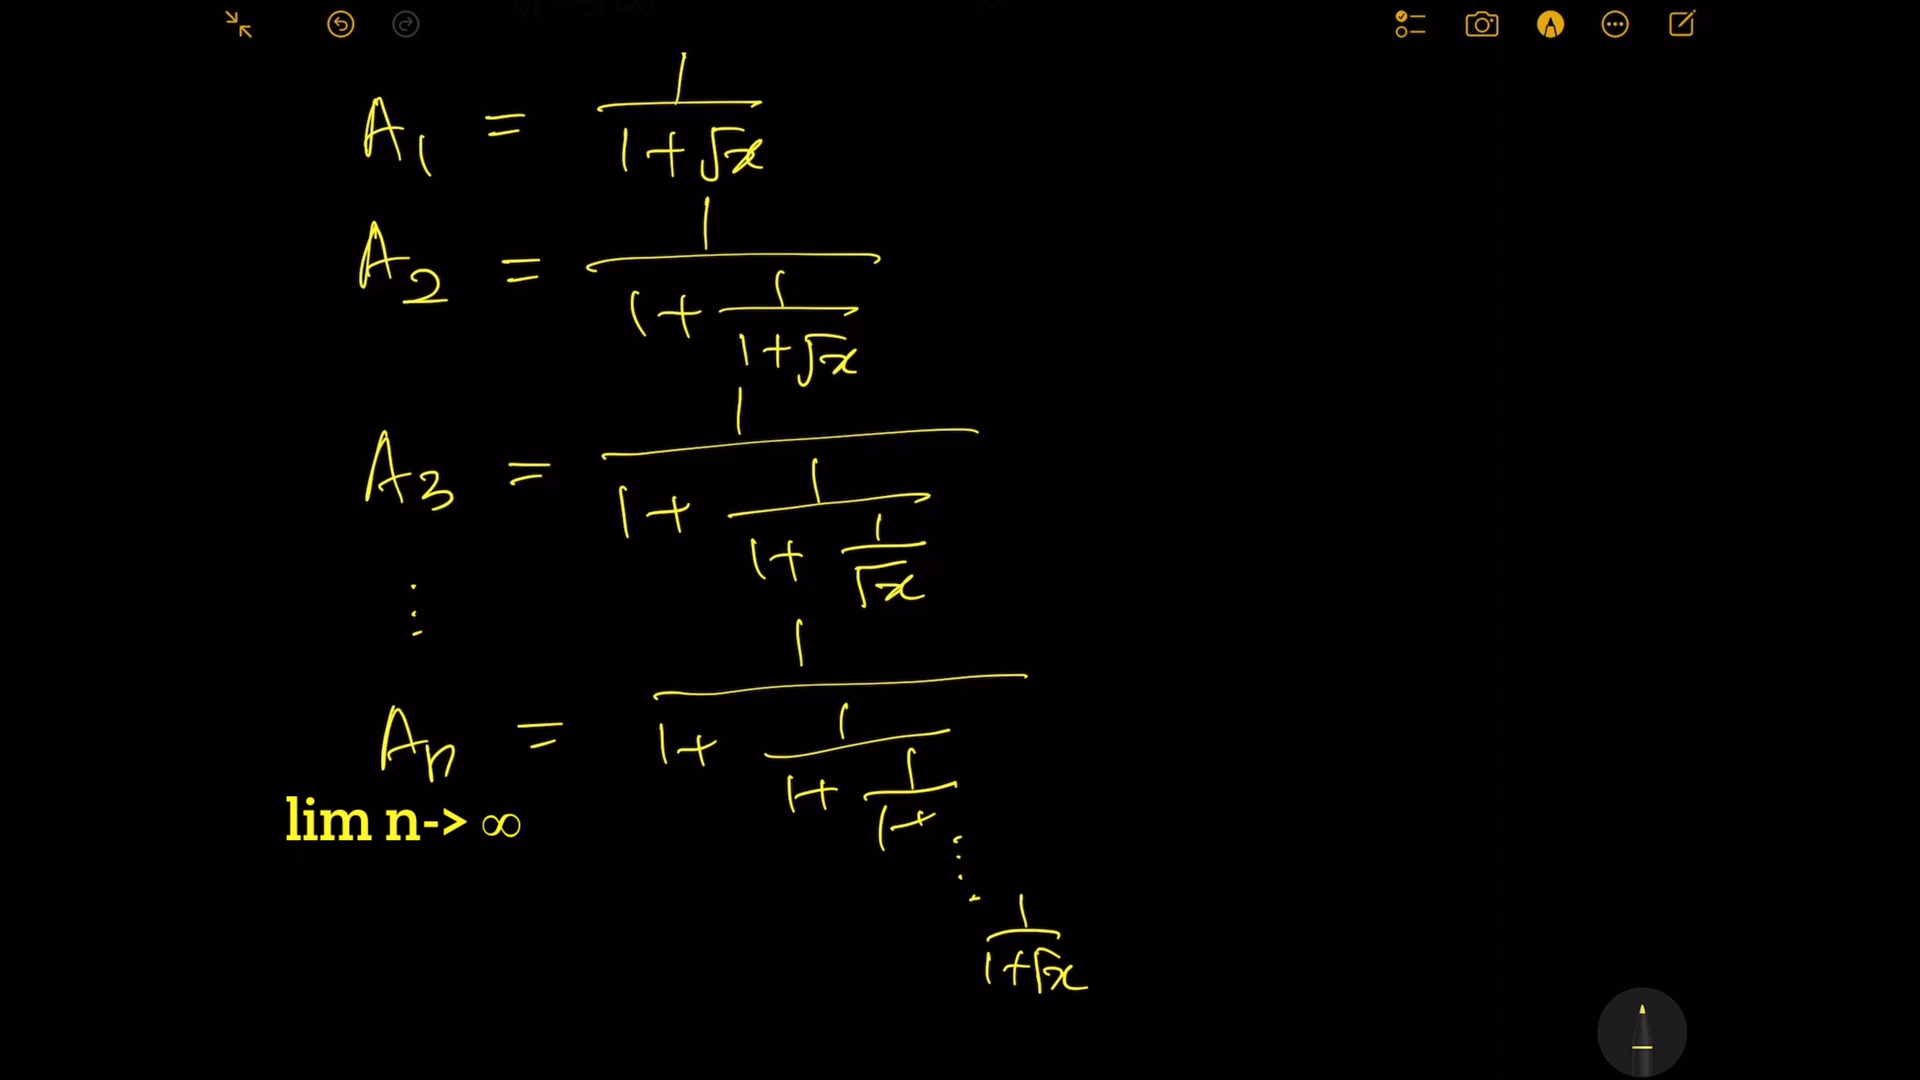 A₁ = 1/(1+√x)
A₂ = 1/(1+1/(1+√x))
A₃ = 1/(1+1/(1+1/√x))
⋮
Aₙ = 1/(1+1/(1+1/(1+ ⋱ 1/(1+√x))))
lim n-> ∞